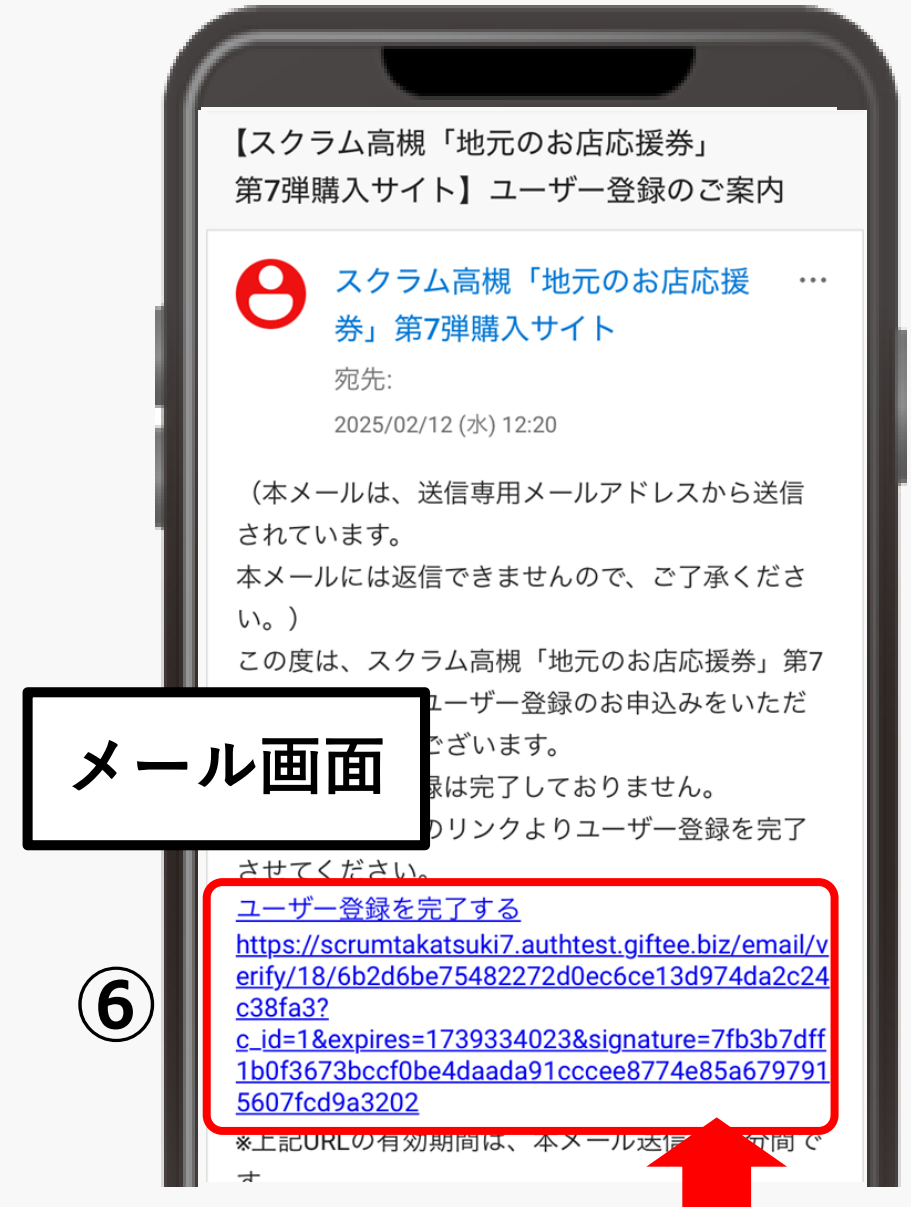 【スクラム高槻「地元のお店応援券」
第7弾購入サイト】ユーザー登録のご案内
スクラム高槻「地元のお店応援
券」第7弾購入サイト
宛先:
2025/02/12 (水) 12:20
（本メールは、送信専用メールアドレスから送信
されています。
本メールには返信できませんので、ご了承くださ
い。）
この度は、スクラム高槻「地元のお店応援券」第7
ユーザー登録のお申込みをいただ
ございます。
録は完了しておりません。
のリンクよりユーザー登録を完了
させてください。
メール画面
⑥
ユーザー登録を完了する
https://scrumtakatsuki7.authtest.giftee.biz/email/v
erify/18/6b2d6be75482272d0ec6ce13d974da2c24
c38fa3?
c_id=1&expires=1739334023&signature=7fb3b7dff
1b0f3673bccf0be4daada91cccee8774e85a679791
5607fcd9a3202
※上記URLの有効期間は、本メール送信 分間で
す